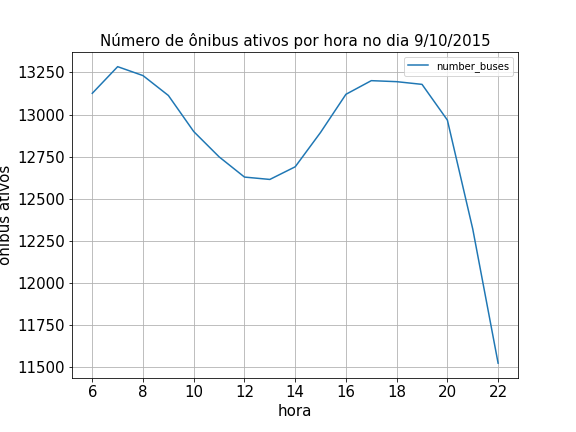 Número de ônibus ativos por hora no dia 9/10/2015
number_buses
13250
13000
12750
12500
12250
12000
11750
11500
ônibus ativos
6 8 10 12 14 16 18 20 22
hora